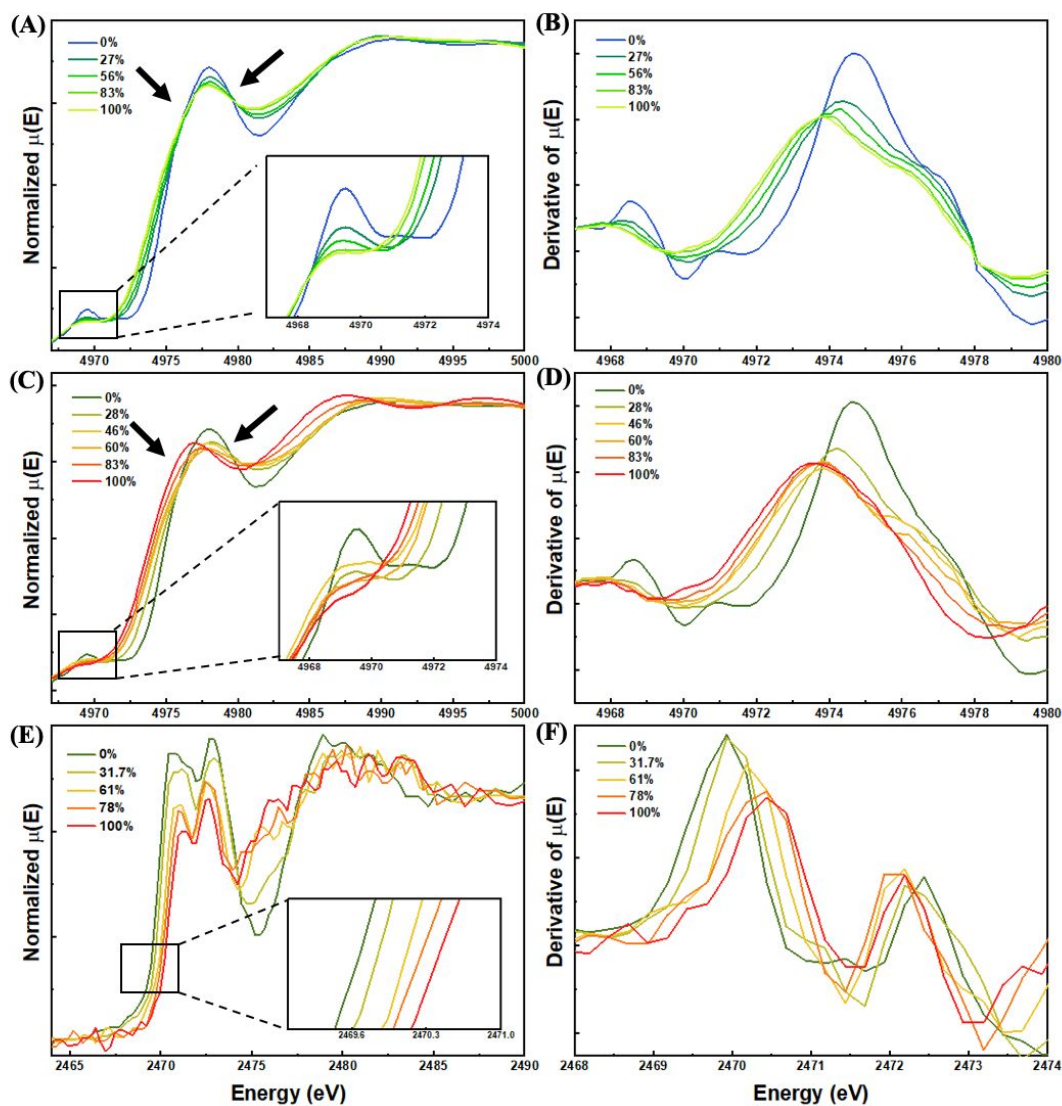 (A)
Normalized μ(E)
0%
27%
56%
83%
100%
4968 4970 4972 4974
4970 4975 4980 4985 4990 4995 5000
(B)
Derivative of μ(E)
0%
27%
56%
83%
100%
4968 4970 4972 4974 4976 4978 4980
(C)
Normalized μ(E)
0%
28%
46%
60%
83%
100%
4968 4970 4972 4974
4970 4975 4980 4985 4990 4995 5000
(D)
Derivative of μ(E)
0%
28%
46%
60%
83%
100%
4968 4970 4972 4974 4976 4978 4980
(E)
Normalized μ(E)
0%
31.7%
61%
78%
100%
2469.6 2470.3 2471.0
2465 2470 2475 2480 2485 2490
Energy (eV)
(F)
Derivative of μ(E)
0%
31.7%
61%
78%
100%
2468 2469 2470 2471 2472 2473 2474
Energy (eV)